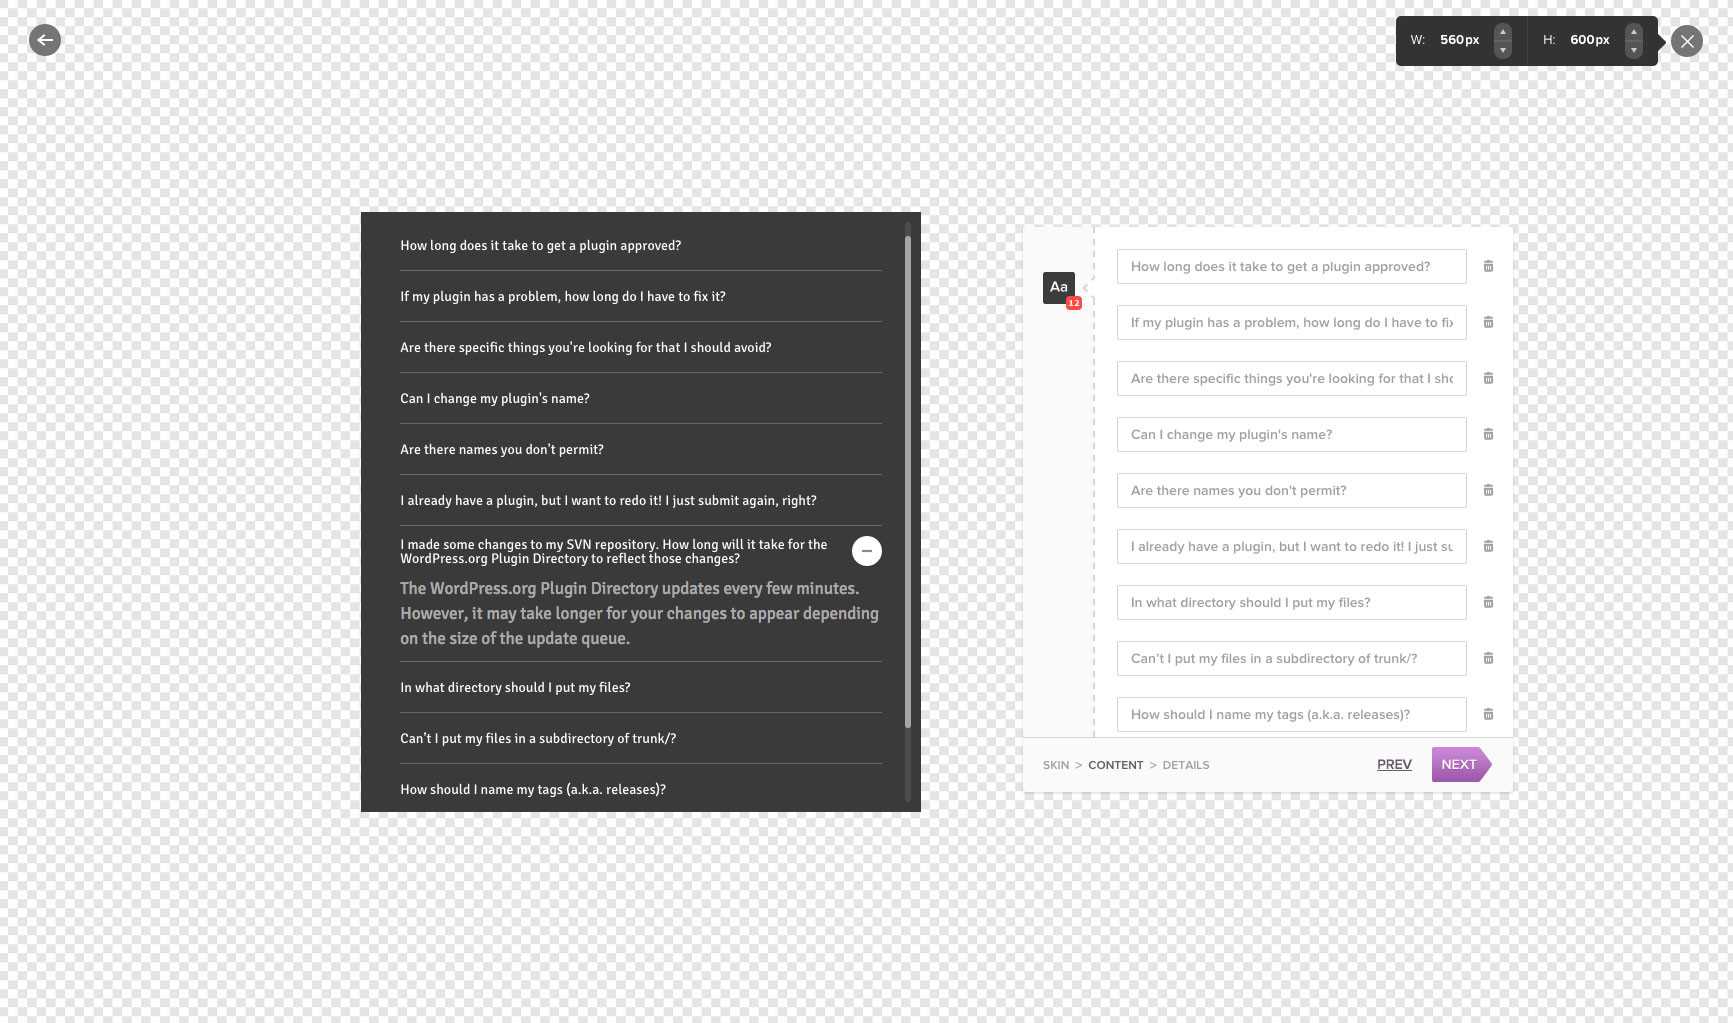 W: 560px H: 600px
How long does it take to get a plugin approved?
If my plugin has a problem, how long do I have to fix it?
Are there specific things you're looking for that I should avoid?
Can I change my plugin's name?
Are there names you don't permit?
I already have a plugin, but I want to redo it! I just submit again, right?
I made some changes to my SVN repository. How long will it take for the
WordPress.org Plugin Directory to reflect those changes?
The WordPress.org Plugin Directory updates every few minutes.
However, it may take longer for your changes to appear depending
on the size of the update queue.
In what directory should I put my files?
Can’t I put my files in a subdirectory of trunk/?
How should I name my tags (a.k.a. releases)?
Aa
12
How long does it take to get a plugin approved?
If my plugin has a problem, how long do I have to fix
Are there specific things you're looking for that I sho
Can I change my plugin's name?
Are there names you don't permit?
I already have a plugin, but I want to redo it! I just su
In what directory should I put my files?
Can’t I put my files in a subdirectory of trunk/?
How should I name my tags (a.k.a. releases)?
SKIN > CONTENT > DETAILS
PREV
NEXT